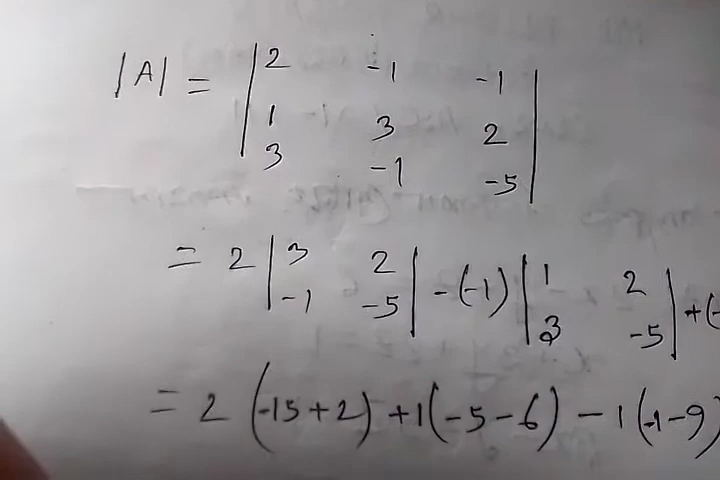 |A| = | 2 -1 -1 |
1 3 2
3 -1 -5
= 2 | 3 2 | - (-1) | 1 2 | + (-
-1 -5 3 -5
= 2 (-15+2) + 1(-5-6) - 1(-1-9)